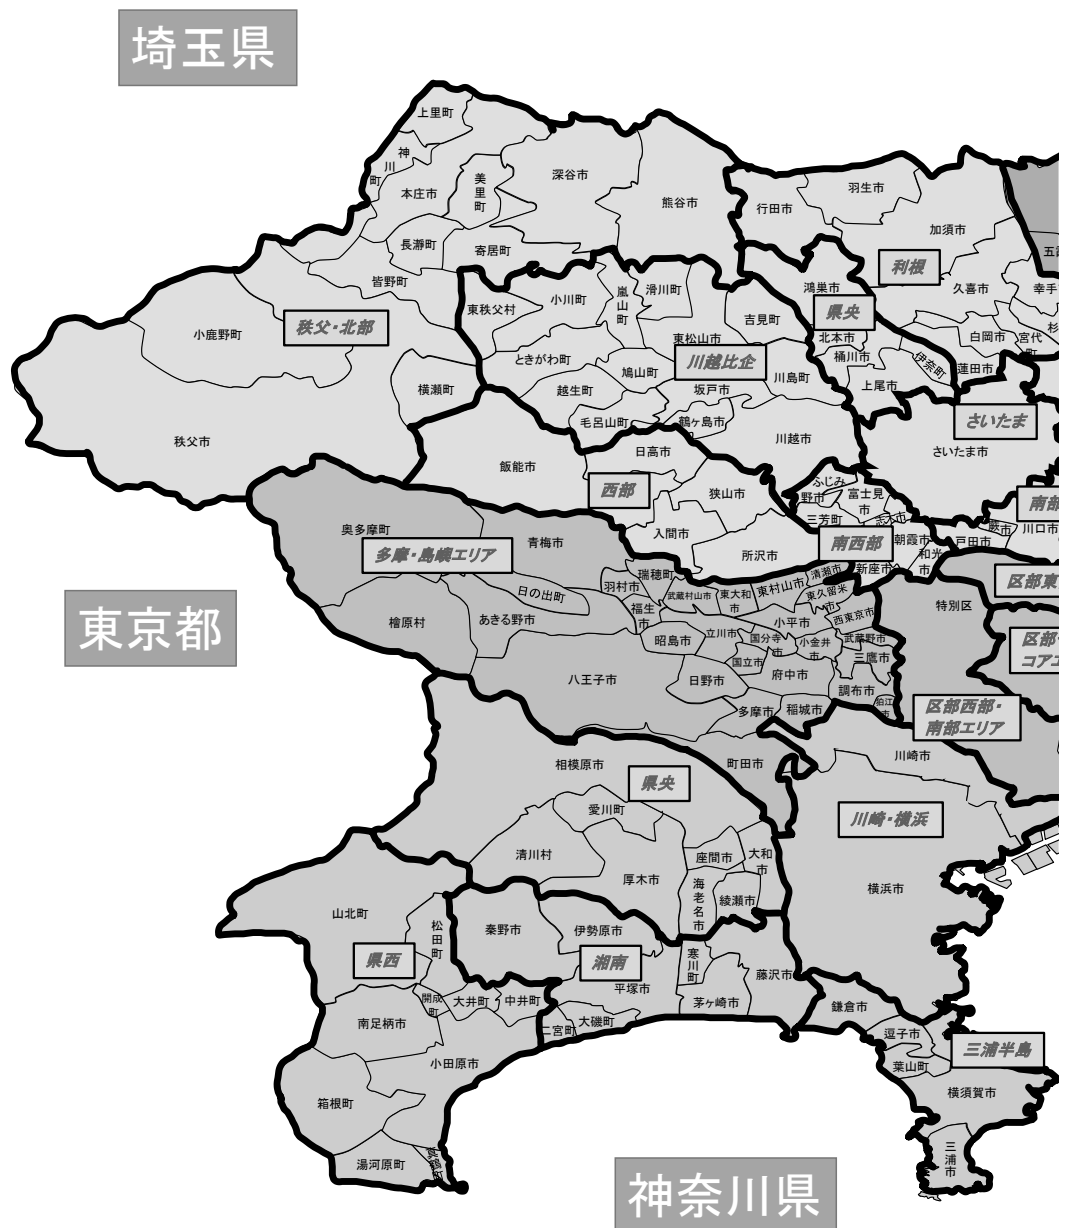 埼玉県
上里町
神川町
本庄市
美里町
深谷市
熊谷市
行田市
羽生市
加須市
利根
長瀞町
寄居町
皆野町
秩父・北部
小鹿野町
東秩父村
小川町
嵐山町
滑川町
吉見町
東松山市
川越比企
鴻巣市
県央
北本市
桶川市
上尾市
伊奈町
久喜市
幸手
白岡市
宮代町
杉
蓮田市
ときがわ町
鳩山町
川島町
横瀬町
越生町
坂戸市
毛呂山町
鶴ヶ島市
川越市
さいたま
さいたま市
秩父市
飯能市
日高市
西部
狭山市
入間市
所沢市
ふじみ野市
富士見市
三芳町
志木市
南西部
朝霞市
新座市
和光市
戸田市
蕨市
川口市
南部
東京都
奥多摩町
青梅市
多摩・島嶼エリア
日の出町
檜原村
あきる野市
羽村市
瑞穂町
福生市
武蔵村山市
東大和市
東村山市
清瀬市
東久留米市
西東京市
小平市
昭島市
立川市
国分寺市
小金井市
武蔵野市
三鷹市
国立市
府中市
日野市
八王子市
調布市
狛江市
多摩市
稲城市
町田市
特別区
区部東
区部
コアエ
区部西部・
南部エリア
相模原市
県央
愛川町
清川村
厚木市
座間市
大和市
海老名市
綾瀬市
川崎市
川崎・横浜
横浜市
山北町
松田町
県西
秦野市
伊勢原市
湘南
平塚市
寒川町
藤沢市
茅ヶ崎市
開成町
大井町
中井町
二宮町
大磯町
南足柄市
小田原市
箱根町
湯河原町
真鶴町
鎌倉市
逗子市
葉山町
三浦半島
横須賀市
三浦市
神奈川県